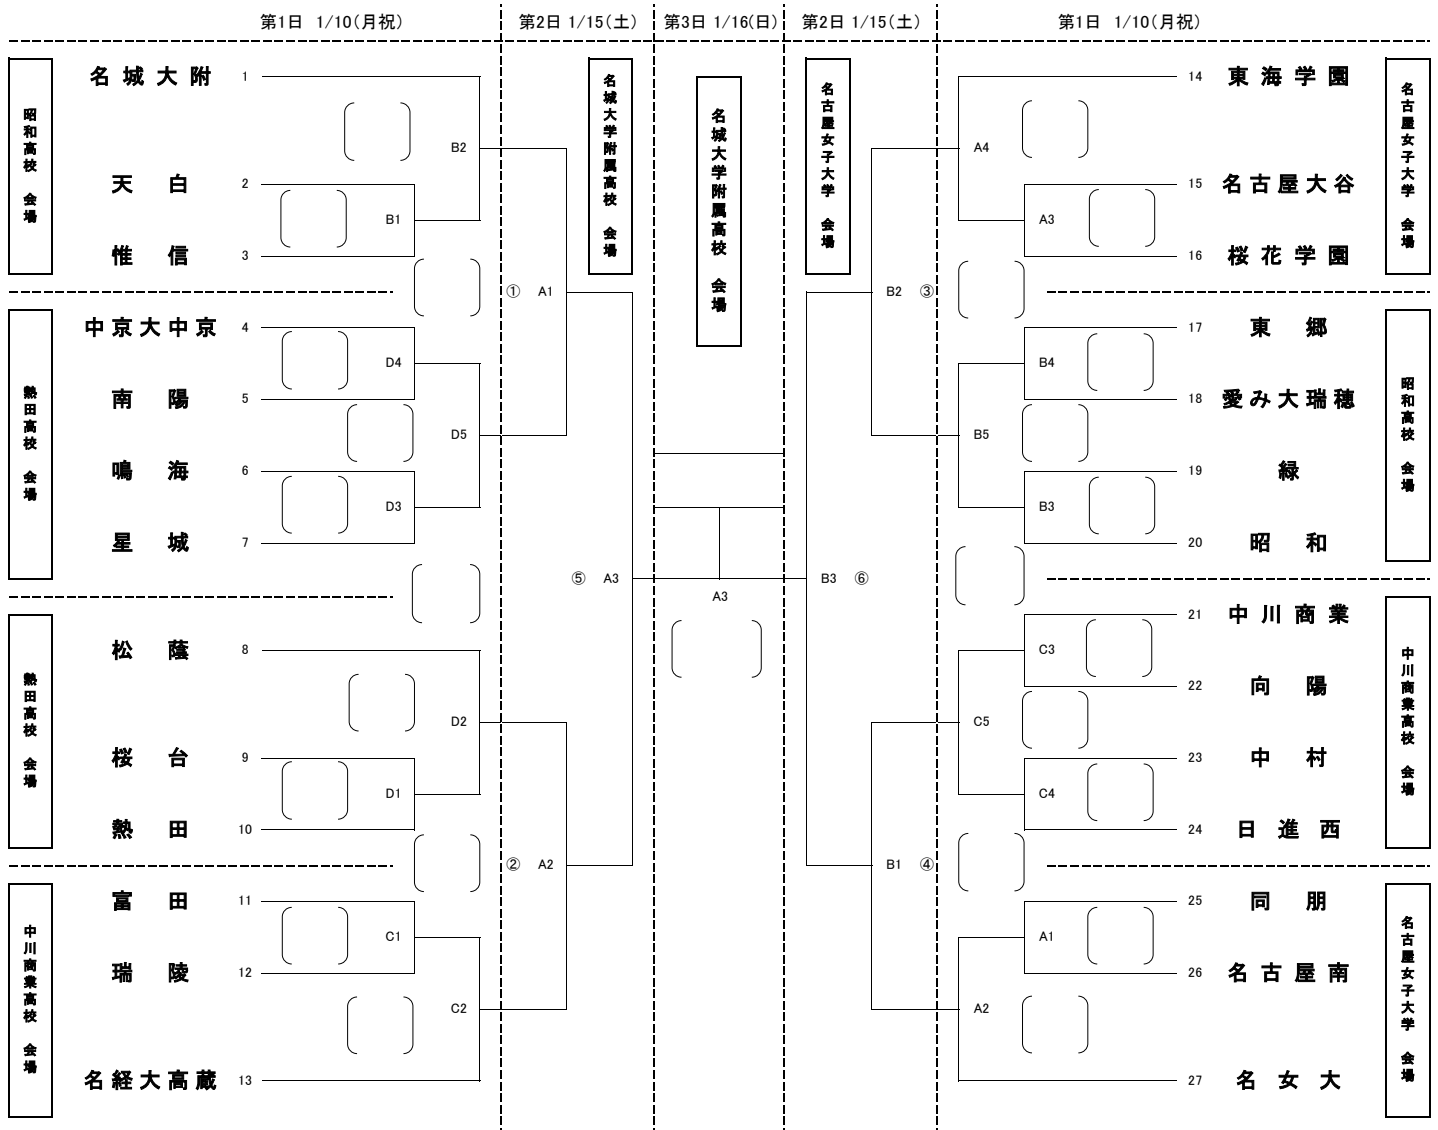 第1日 1/10(月祝)
第2日 1/15(土)
第3日 1/16(日)
第2日 1/15(土)
第1日 1/10(月祝)
昭和高校 会場
名城大附 1
B2
天白 2
B1
惟信 3
① A1
熱田高校 会場
中京大中京 4
D4
南陽 5
D5
鳴海 6
D3
星城 7
⑤ A3
熱田高校 会場
松蔭 8
D2
桜台 9
D1
熱田 10
② A2
中川商業高校 会場
富田 11
C1
瑞陵 12
C2
名経大高蔵 13
名城大学附属高校 会場
名城大学附属高校 会場
A3
名古屋女子大学 会場
14 東海学園
A4
15 名古屋大谷
A3
16 桜花学園
名古屋女子大学 会場
B2 ③
17 東郷
B4
18 愛み大瑞穂
B5
19 緑
B3
20 昭和
昭和高校 会場
B3 ⑥
21 中川商業
C3
22 向陽
C5
23 中村
C4
24 日進西
中川商業高校 会場
B1 ④
25 同朋
A1
26 名古屋南
A2
27 名女大
名古屋女子大学 会場